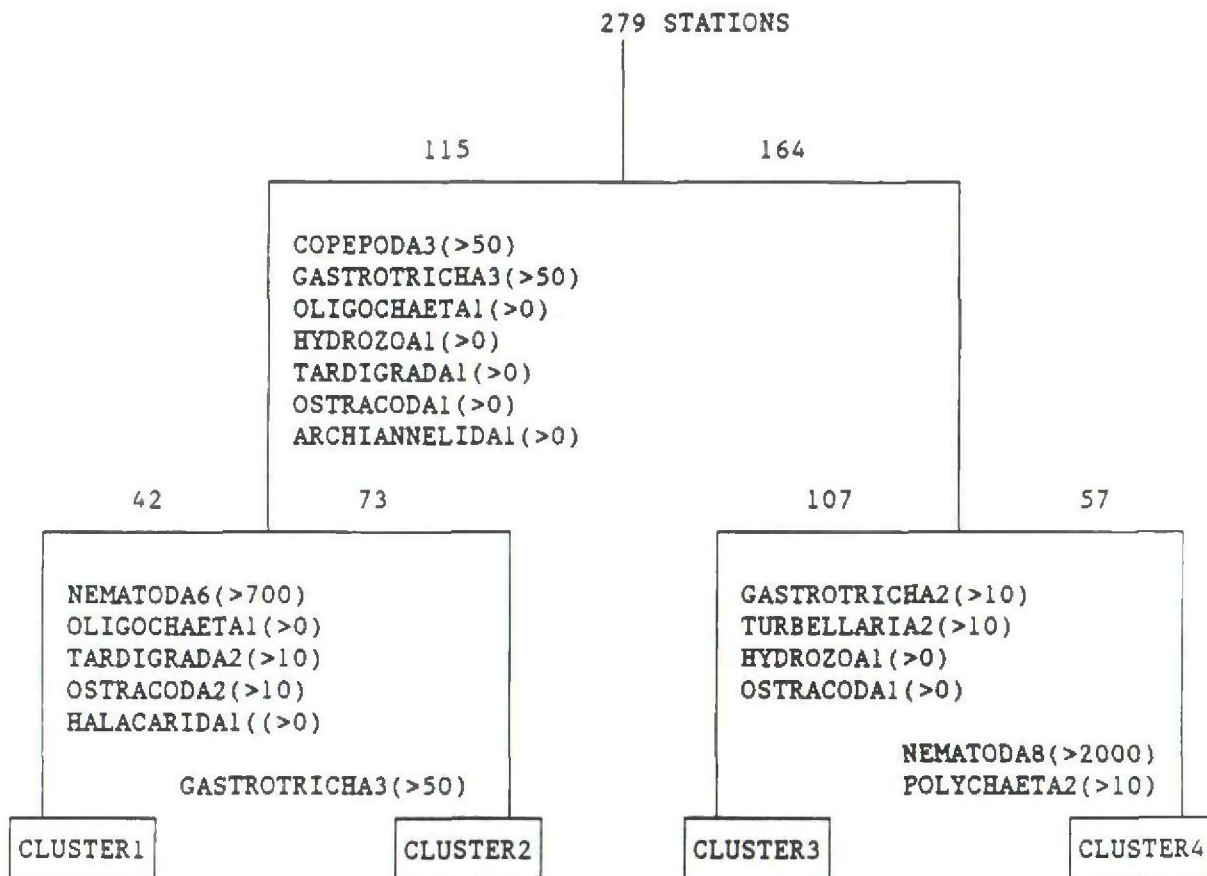 279 STATIONS
115 164
COPEPODA3(>50)
GASTROTRICHA3(>50)
OLIGOCHAETA1(>0)
HYDROZOA1(>0)
TARDIGRADA1(>0)
OSTRACODA1(>0)
ARCHIANNELIDA1(>0)
42 73 107 57
NEMATODA6(>700)
OLIGOCHAETA1(>0)
TARDIGRADA2(>10)
OSTRACODA2(>10)
HALACARIDA1((>0)
GASTROTRICHA3(>50)
GASTROTRICHA2(>10)
TURBELLARIA2(>10)
HYDROZOA1(>0)
OSTRACODA1(>0)
NEMATODA8(>2000)
POLYCHAETA2(>10)
CLUSTER1 CLUSTER2 CLUSTER3 CLUSTER4